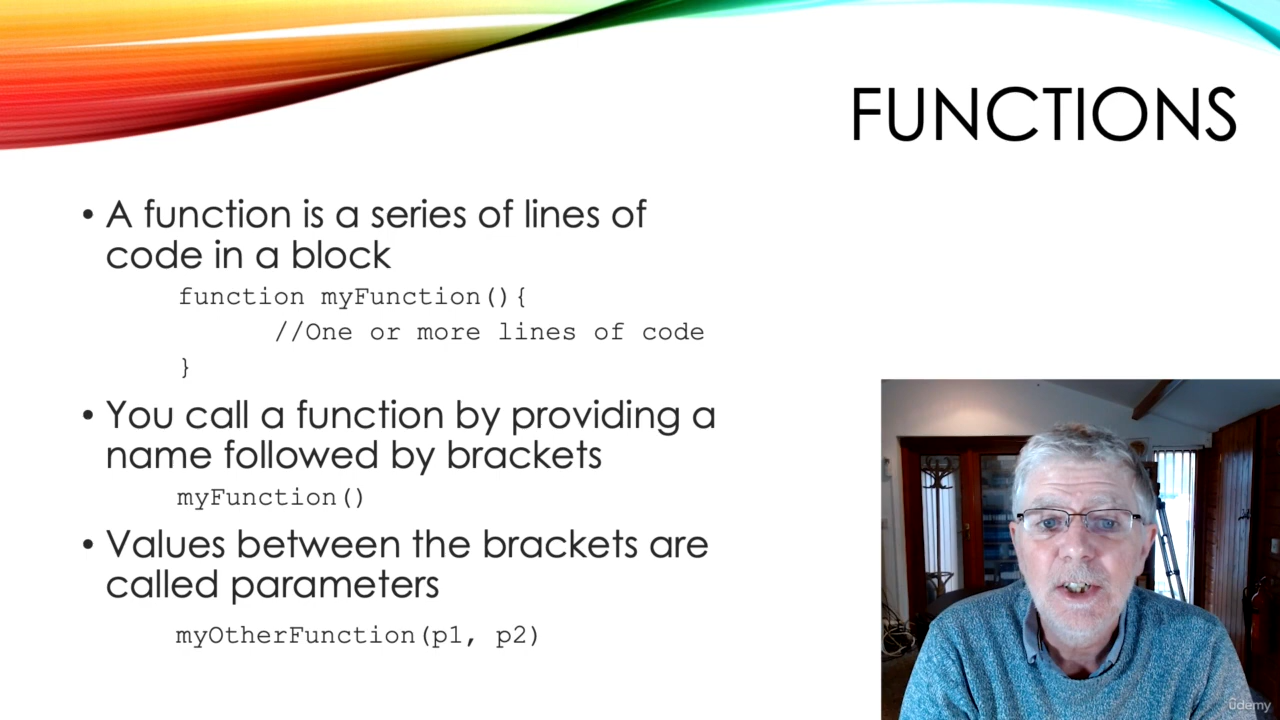 FUNCTIONS
• A function is a series of lines of
code in a block
function myFunction(){
//One or more lines of code
}
• You call a function by providing a
name followed by brackets
myFunction()
• Values between the brackets are
called parameters
myOtherFunction(p1, p2)
ûdemy